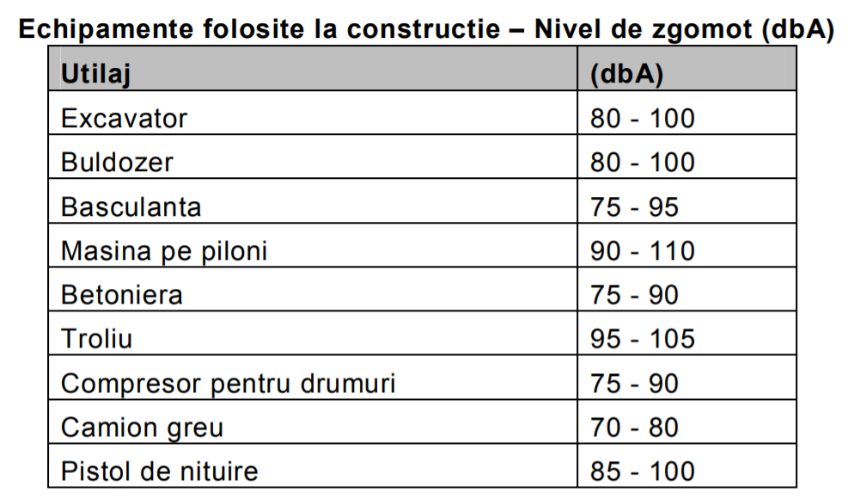 Echipamente folosite la constructie – Nivel de zgomot (dbA)
Utilaj (dbA)
Excavator 80 - 100
Buldozer 80 - 100
Basculanta 75 - 95
Masina pe piloni 90 - 110
Betoniera 75 - 90
Troliu 95 - 105
Compresor pentru drumuri 75 - 90
Camion greu 70 - 80
Pistol de nituire 85 - 100